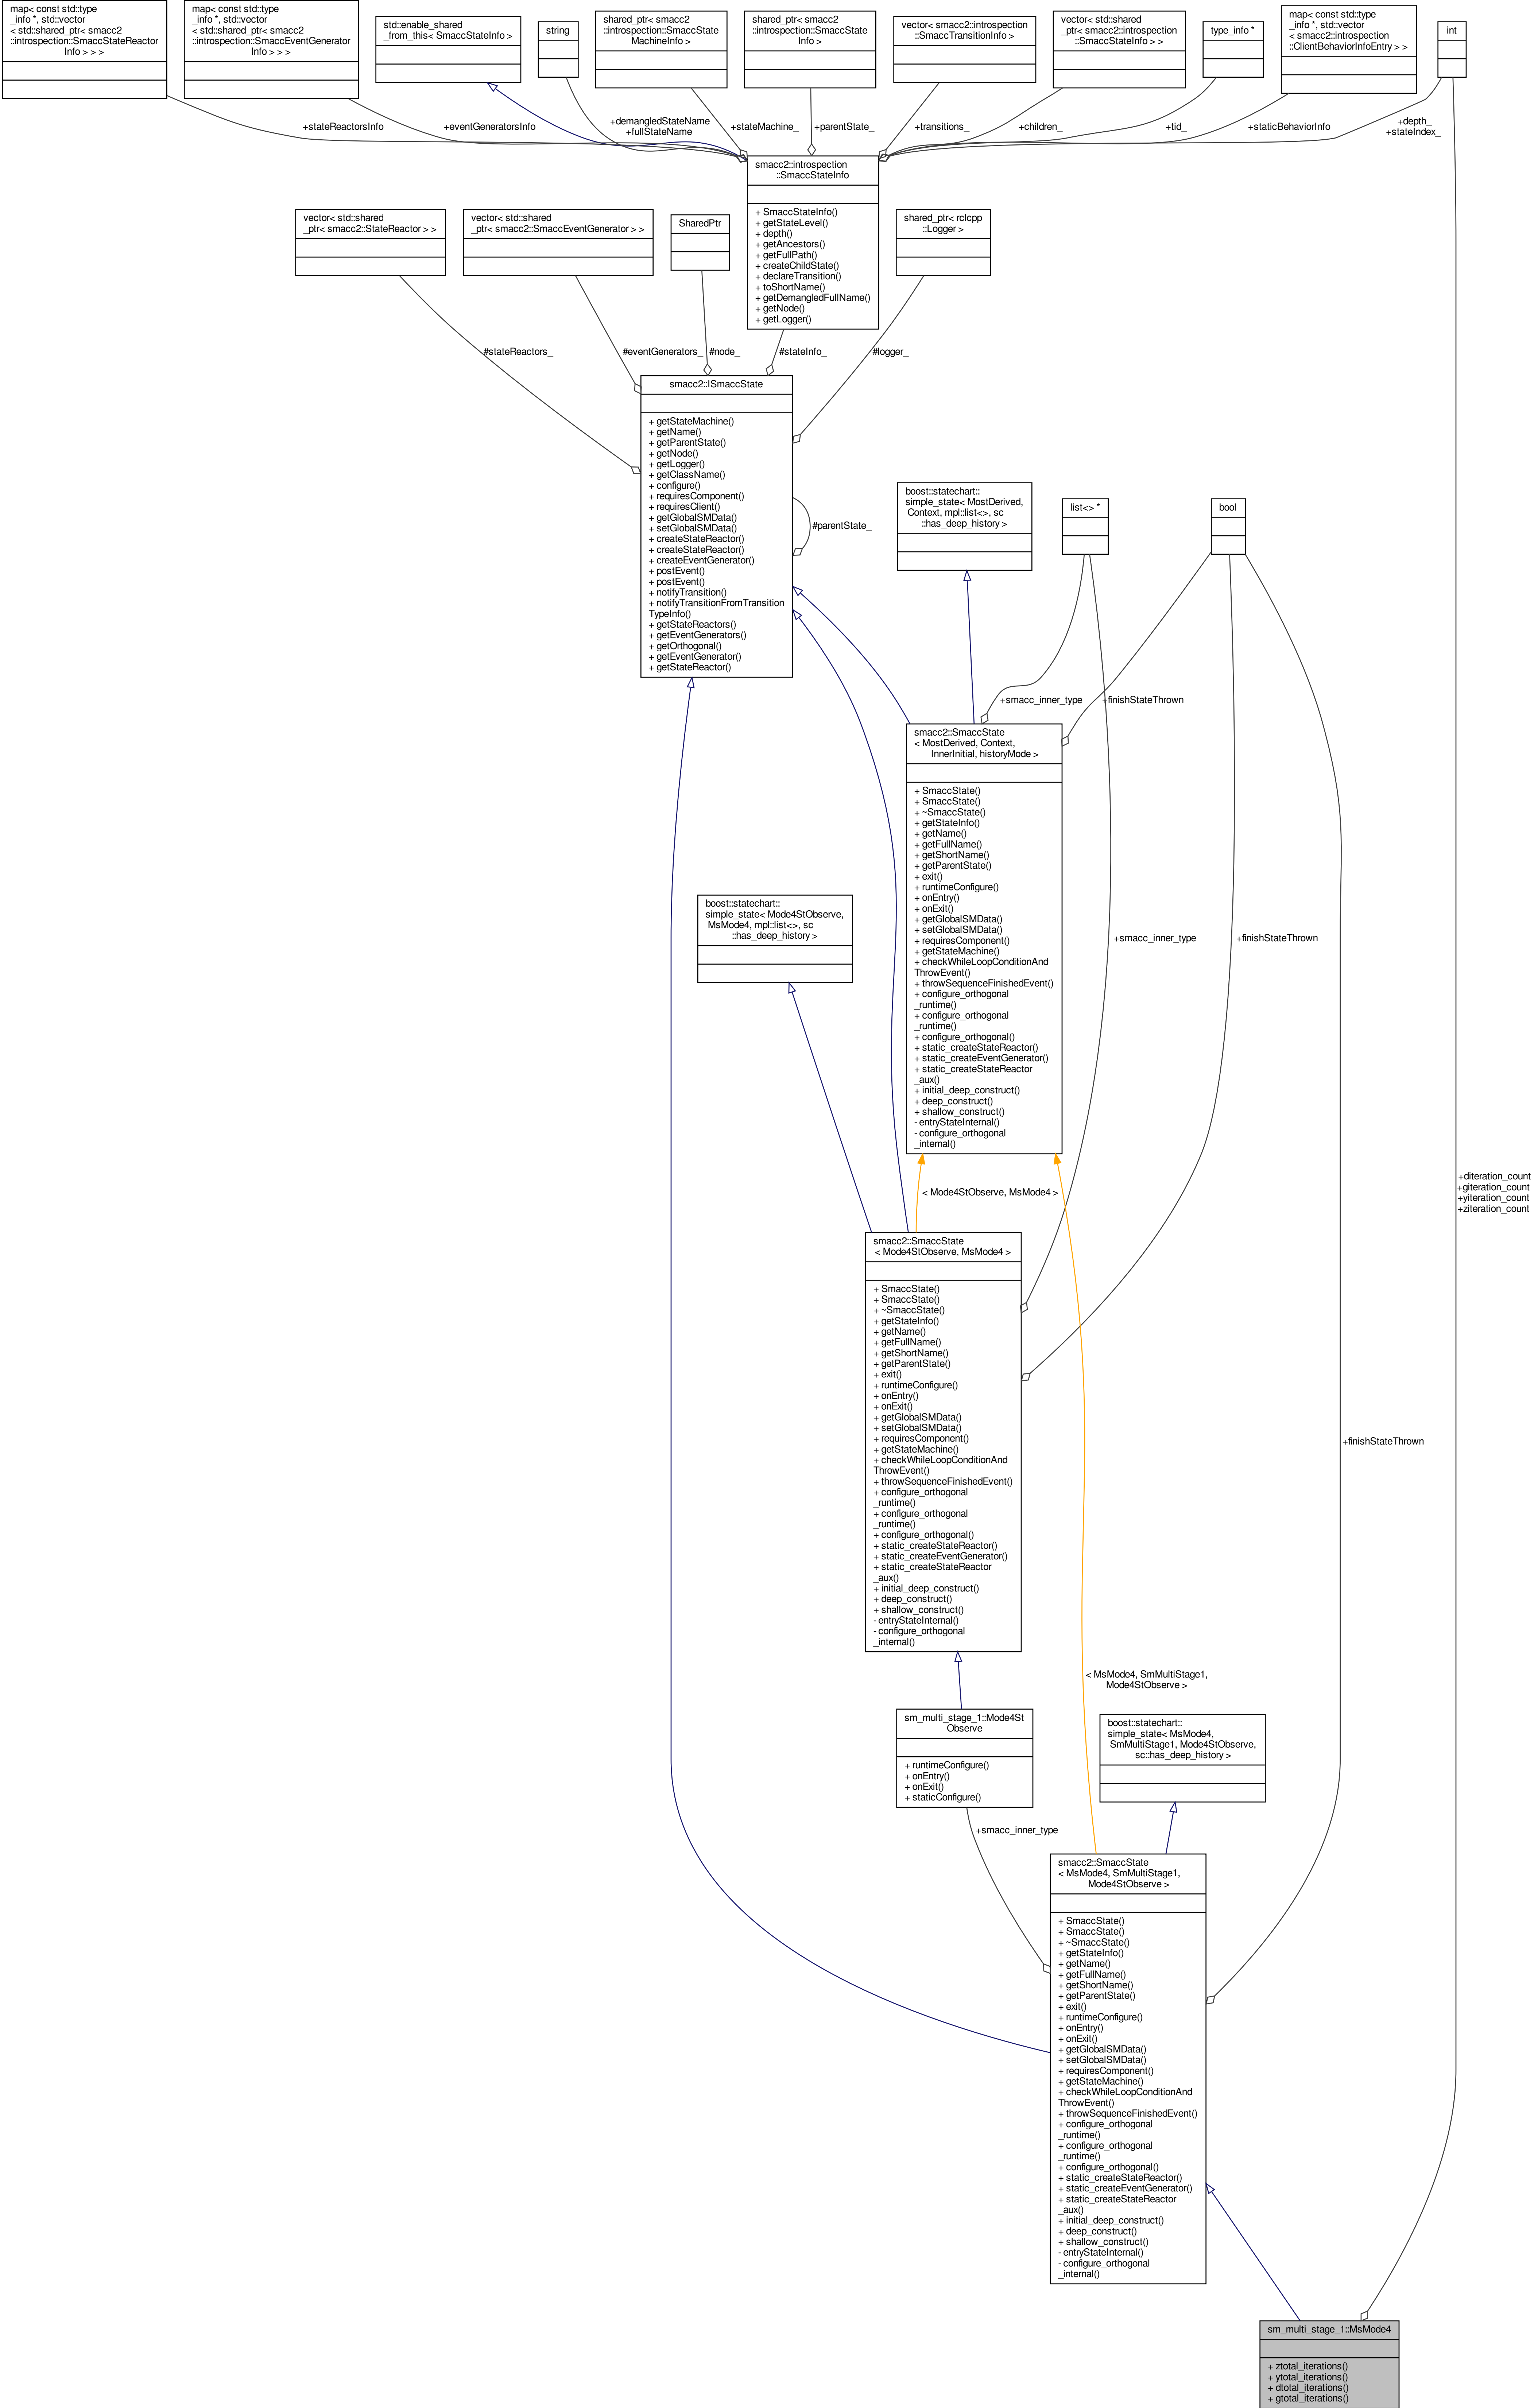 map< const std::type
_info *, std::vector
< std::shared_ptr< smacc2
::introspection::SmaccStateReactor
Info > > >
map< const std::type
_info *, std::vector
< std::shared_ptr< smacc2
::introspection::SmaccEventGenerator
Info > > >
std::enable_shared
_from_this< SmaccStateInfo >
string
shared_ptr< smacc2
::introspection::SmaccState
MachineInfo >
shared_ptr< smacc2
::introspection::SmaccState
Info >
vector< smacc2::introspection
::SmaccTransitionInfo >
vector< std::shared
_ptr< smacc2::introspection
::SmaccStateInfo > >
type_info *
map< const std::type
_info *, std::vector
< smacc2::introspection
::ClientBehaviorInfoEntry > >
int
+stateReactorsInfo
+eventGeneratorsInfo
+demangledStateName
+fullStateName
+stateMachine_
+parentState_
+transitions_
+children_
+tid_
+staticBehaviorInfo
+depth_
+stateIndex_
smacc2::introspection
::SmaccStateInfo
+ SmaccStateInfo()
+ getStateLevel()
+ depth()
+ getAncestors()
+ getFullPath()
+ createChildState()
+ declareTransition()
+ toShortName()
+ getDemangledFullName()
+ getNode()
+ getLogger()
vector< std::shared
_ptr< smacc2::StateReactor > >
vector< std::shared
_ptr< smacc2::SmaccEventGenerator > >
SharedPtr
shared_ptr< rclcpp
::Logger >
#stateReactors_
#eventGenerators_
#node_
#stateInfo_
#logger_
smacc2::ISmaccState
+ getStateMachine()
+ getName()
+ getParentState()
+ getNode()
+ getLogger()
+ getClassName()
+ configure()
+ requiresComponent()
+ requiresClient()
+ getGlobalSMData()
+ setGlobalSMData()
+ createStateReactor()
+ createStateReactor()
+ createEventGenerator()
+ postEvent()
+ postEvent()
+ notifyTransition()
+ notifyTransitionFromTransition
TypeInfo()
+ getStateReactors()
+ getEventGenerators()
+ getOrthogonal()
+ getEventGenerator()
+ getStateReactor()
#parentState_
boost::statechart::
simple_state< MostDerived,
Context, mpl::list<>, sc
::has_deep_history >
list<> *
bool
+smacc_inner_type
+finishStateThrown
smacc2::SmaccState
< MostDerived, Context,
InnerInitial, historyMode >
+ SmaccState()
+ SmaccState()
+ ~SmaccState()
+ getStateInfo()
+ getName()
+ getFullName()
+ getShortName()
+ getParentState()
+ exit()
+ runtimeConfigure()
+ onEntry()
+ onExit()
+ getGlobalSMData()
+ setGlobalSMData()
+ requiresComponent()
+ getStateMachine()
+ checkWhileLoopConditionAnd
ThrowEvent()
+ throwSequenceFinishedEvent()
+ configure_orthogonal
_runtime()
+ configure_orthogonal
_runtime()
+ configure_orthogonal()
+ static_createStateReactor()
+ static_createEventGenerator()
+ static_createStateReactor
_aux()
+ initial_deep_construct()
+ deep_construct()
+ shallow_construct()
- entryStateInternal()
- configure_orthogonal
_internal()
boost::statechart::
simple_state< Mode4StObserve,
MsMode4, mpl::list<>, sc
::has_deep_history >
+smacc_inner_type
+finishStateThrown
< Mode4StObserve, MsMode4 >
+diteration_count
+giteration_count
+yiteration_count
+ziteration_count
smacc2::SmaccState
< Mode4StObserve, MsMode4 >
+ SmaccState()
+ SmaccState()
+ ~SmaccState()
+ getStateInfo()
+ getName()
+ getFullName()
+ getShortName()
+ getParentState()
+ exit()
+ runtimeConfigure()
+ onEntry()
+ onExit()
+ getGlobalSMData()
+ setGlobalSMData()
+ requiresComponent()
+ getStateMachine()
+ checkWhileLoopConditionAnd
ThrowEvent()
+ throwSequenceFinishedEvent()
+ configure_orthogonal
_runtime()
+ configure_orthogonal
_runtime()
+ configure_orthogonal()
+ static_createStateReactor()
+ static_createEventGenerator()
+ static_createStateReactor
_aux()
+ initial_deep_construct()
+ deep_construct()
+ shallow_construct()
- entryStateInternal()
- configure_orthogonal
_internal()
+finishStateThrown
< MsMode4, SmMultiStage1,
Mode4StObserve >
sm_multi_stage_1::Mode4St
Observe
+ runtimeConfigure()
+ onEntry()
+ onExit()
+ staticConfigure()
boost::statechart::
simple_state< MsMode4,
SmMultiStage1, Mode4StObserve,
sc::has_deep_history >
+smacc_inner_type
smacc2::SmaccState
< MsMode4, SmMultiStage1,
Mode4StObserve >
+ SmaccState()
+ SmaccState()
+ ~SmaccState()
+ getStateInfo()
+ getName()
+ getFullName()
+ getShortName()
+ getParentState()
+ exit()
+ runtimeConfigure()
+ onEntry()
+ onExit()
+ getGlobalSMData()
+ setGlobalSMData()
+ requiresComponent()
+ getStateMachine()
+ checkWhileLoopConditionAnd
ThrowEvent()
+ throwSequenceFinishedEvent()
+ configure_orthogonal
_runtime()
+ configure_orthogonal
_runtime()
+ configure_orthogonal()
+ static_createStateReactor()
+ static_createEventGenerator()
+ static_createStateReactor
_aux()
+ initial_deep_construct()
+ deep_construct()
+ shallow_construct()
- entryStateInternal()
- configure_orthogonal
_internal()
sm_multi_stage_1::MsMode4
+ ztotal_iterations()
+ ytotal_iterations()
+ dtotal_iterations()
+ gtotal_iterations()